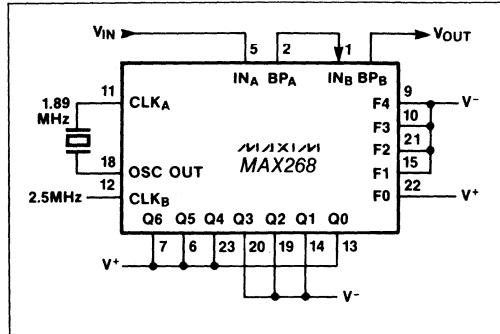 VIN
VOUT
5 2 1
INA BPA INB BPB
11 CLKA
1.89
MHz
18 OSC OUT
12 CLKB
2.5MHz
MAXIM
MAX268
F4 9 V-
F3 10
F2 21
F1 15
F0 22 V+
Q6 Q5 Q4 Q3 Q2 Q1 Q0
7 6 23 20 19 14 13
V+
V-